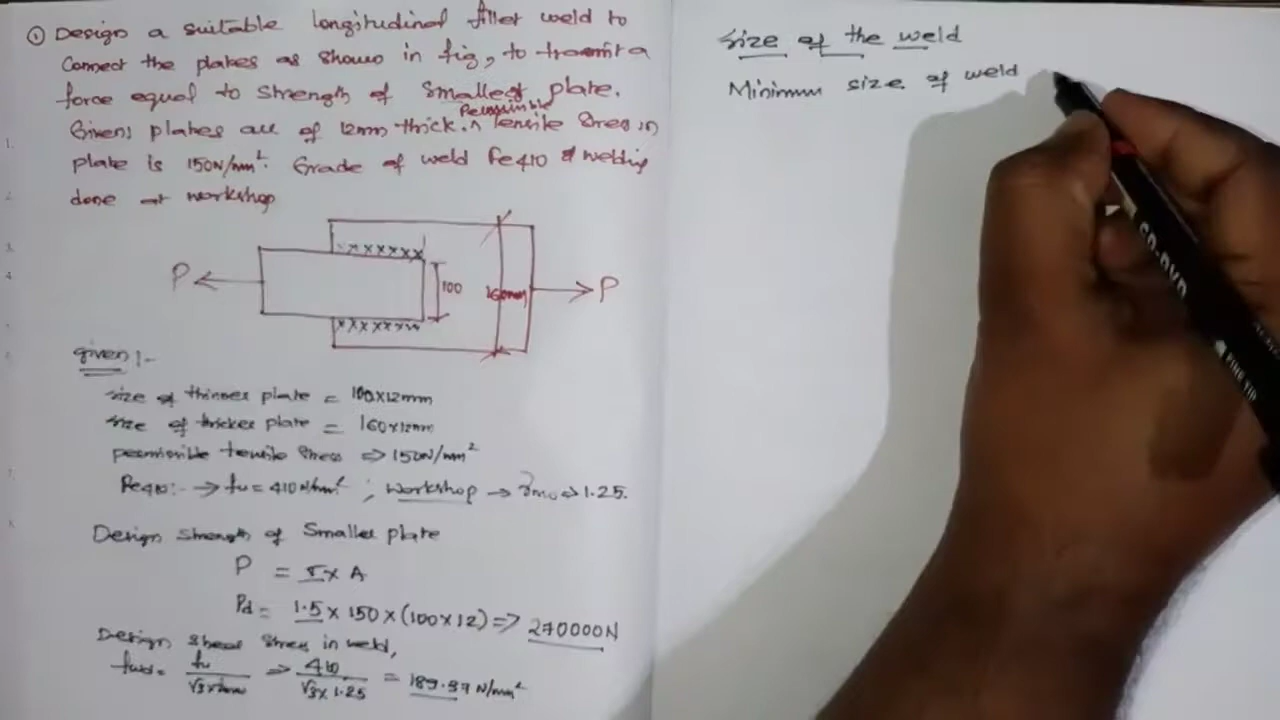 ① Design a suitable longitudinal fillet weld to
connect the plates as shown in fig, to transmit a
force equal to strength of smallest plate.
Given: plates are of 12mm thick. ^ Permissible tensile stress in
plate is 150N/mm². Grade of weld Fe410 & welding
done at workshop
P
100
160mm
P
given :-
size of thinner plate = 100x12mm
size of thicker plate = 160x12mm
permissible tensile stress => 150N/mm²
Fe410:- → fu = 410N/mm² ; workshop → γmw => 1.25.
Design strength of smaller plate
P = σ x A
Pd = 1.5 x 150 x (100x12) => 270000N
Design shear stress in weld,
fwd = fu / √3 x γmw => 410 / √3 x 1.25 = 189.37 N/mm²
Size of the weld
Minimum size of weld